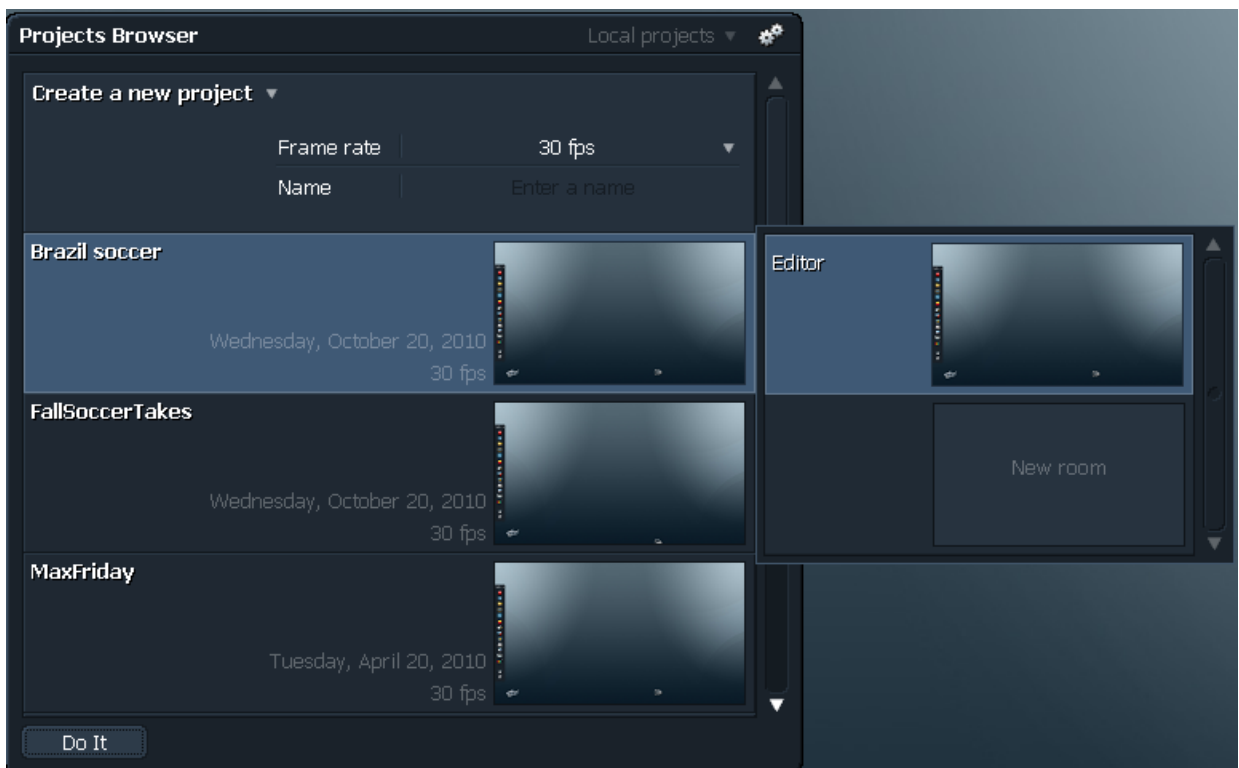 Projects Browser Local projects
Create a new project
Frame rate 30 fps
Name Enter a name
Brazil soccer
Wednesday, October 20, 2010
30 fps
FallSoccerTakes
Wednesday, October 20, 2010
30 fps
MaxFriday
Tuesday, April 20, 2010
30 fps
Do It
Editor
New room